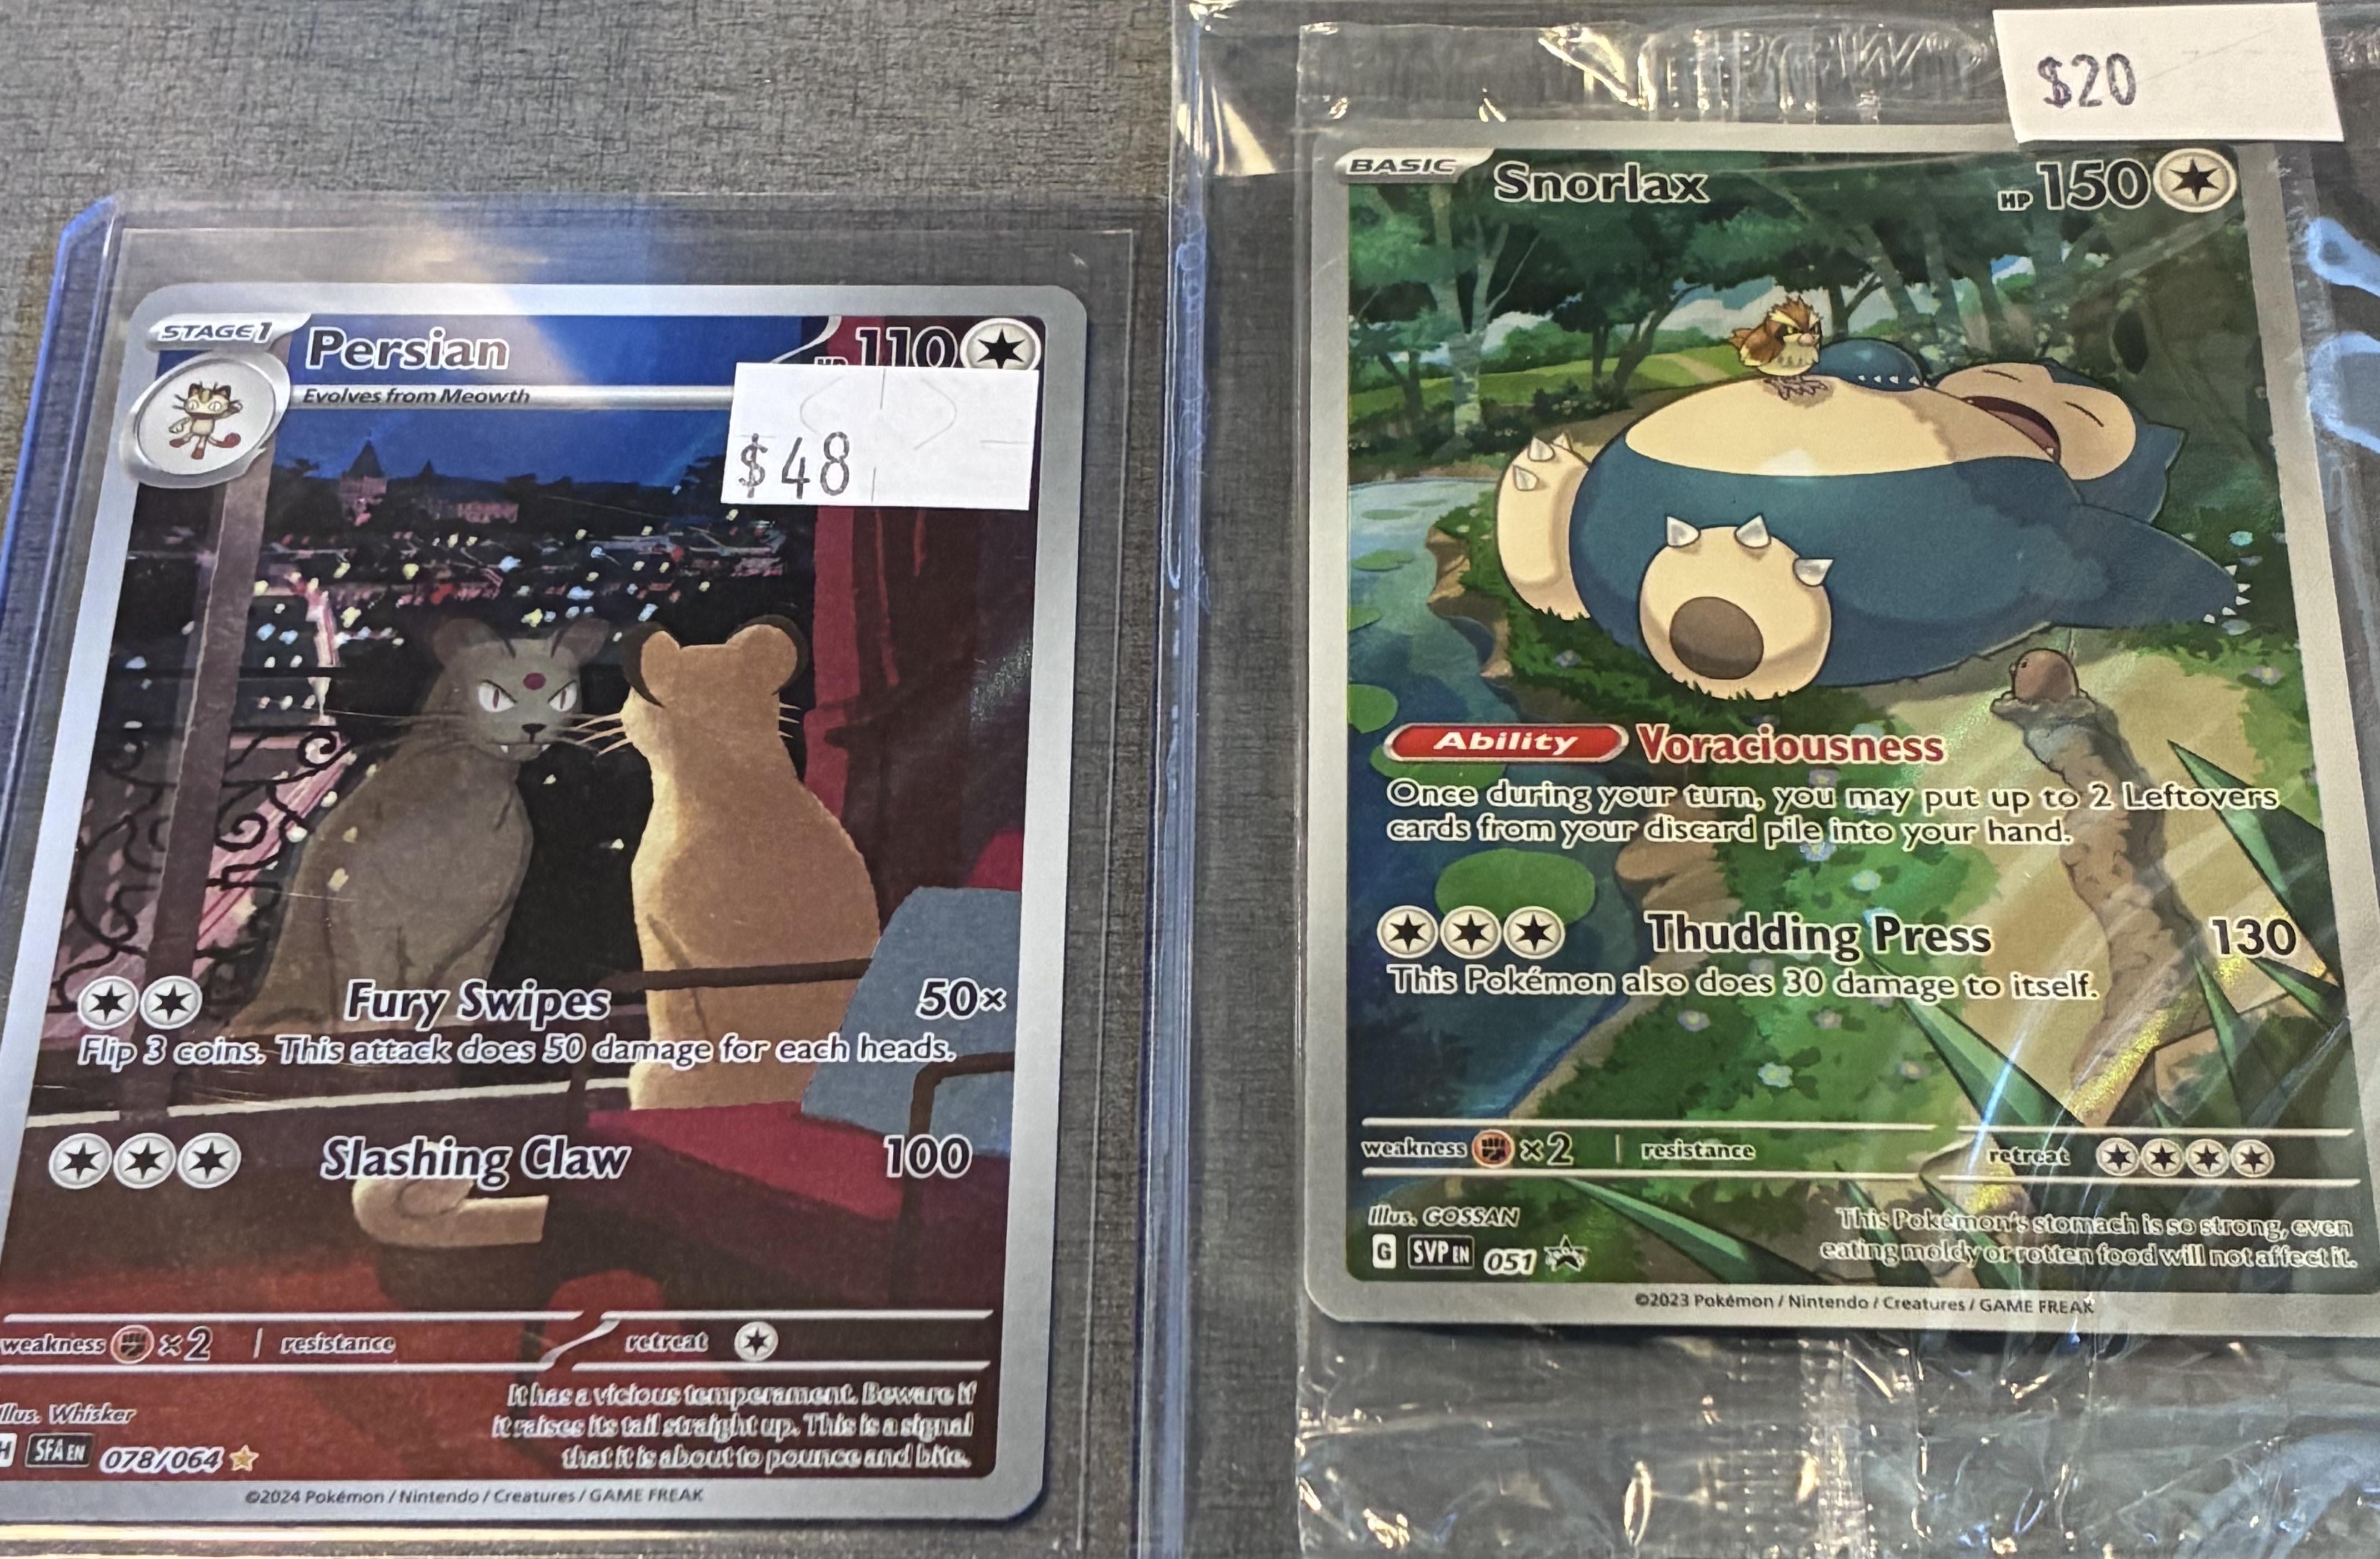 STAGE 1 Persian HP 110
Evolves from Meowth
$48
Fury Swipes 50×
Flip 3 coins. This attack does 50 damage for each heads.
Slashing Claw 100
weakness ×2 | resistance retreat
It has a vicious temperament. Beware if
it raises its tail straight up. This is a signal
that it is about to pounce and bite.
Illus. Whisker
H SFA EN 078/064
©2024 Pokémon / Nintendo / Creatures / GAME FREAK
$20
BASIC Snorlax HP 150
Ability Voraciousness
Once during your turn, you may put up to 2 Leftovers
cards from your discard pile into your hand.
Thudding Press 130
This Pokémon also does 30 damage to itself.
weakness ×2 | resistance retreat
Illus. GOSSAN
G SVP EN 051
This Pokémon's stomach is so strong, even
eating moldy or rotten food will not affect it.
©2023 Pokémon / Nintendo / Creatures / GAME FREAK